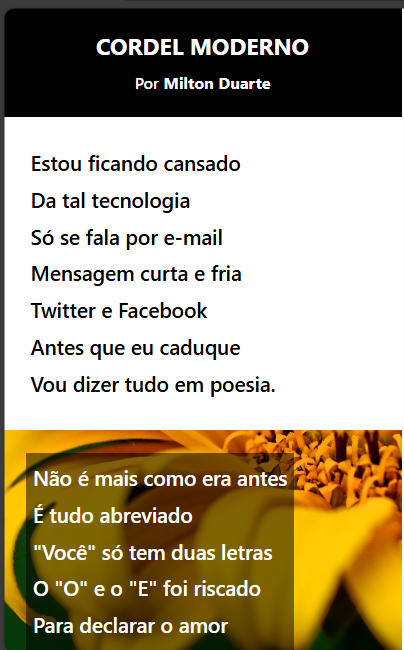 CORDEL MODERNO
Por Milton Duarte
Estou ficando cansado
Da tal tecnologia
Só se fala por e-mail
Mensagem curta e fria
Twitter e Facebook
Antes que eu caduque
Vou dizer tudo em poesia.
Não é mais como era antes
É tudo abreviado
"Você" só tem duas letras
O "O" e o "E" foi riscado
Para declarar o amor